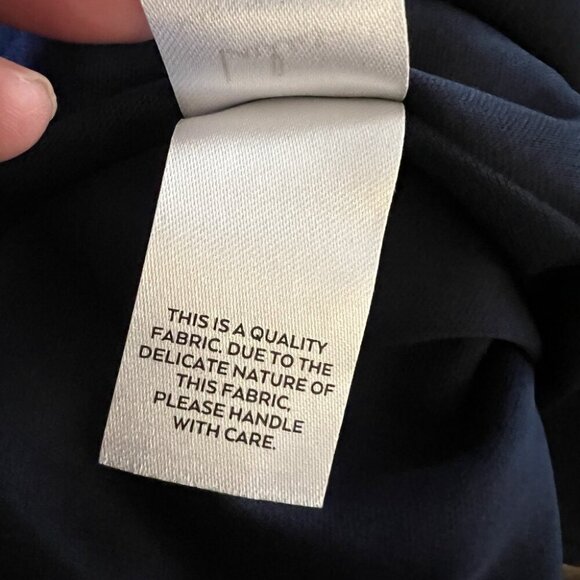 THIS IS A QUALITY
FABRIC. DUE TO THE
DELICATE NATURE OF
THIS FABRIC,
PLEASE HANDLE
WITH CARE.